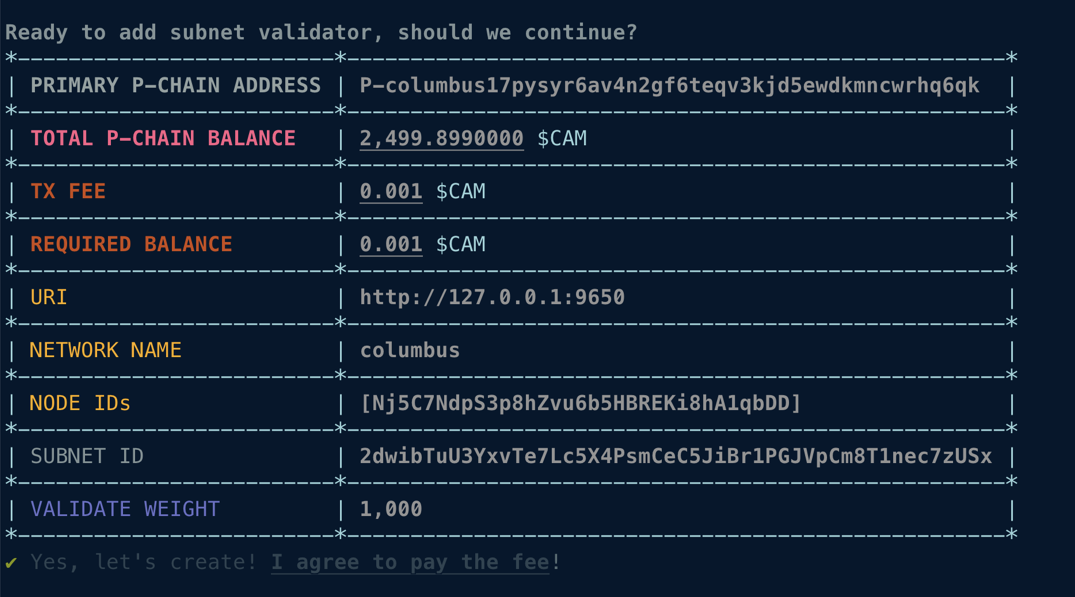 Ready to add subnet validator, should we continue?
*-------------------------*----------------------------------------------------*
| PRIMARY P-CHAIN ADDRESS | P-columbus17pysyr6av4n2gf6teqv3kjd5ewdkmncwrhq6qk |
*-------------------------*----------------------------------------------------*
| TOTAL P-CHAIN BALANCE | 2,499.8990000 $CAM |
*-------------------------*----------------------------------------------------*
| TX FEE | 0.001 $CAM |
*-------------------------*----------------------------------------------------*
| REQUIRED BALANCE | 0.001 $CAM |
*-------------------------*----------------------------------------------------*
| URI | http://127.0.0.1:9650 |
*-------------------------*----------------------------------------------------*
| NETWORK NAME | columbus |
*-------------------------*----------------------------------------------------*
| NODE IDs | [Nj5C7NdpS3p8hZvu6b5HBREKi8hA1qbDD] |
*-------------------------*----------------------------------------------------*
| SUBNET ID | 2dwibTuU3YxvTe7Lc5X4PsmCeC5JiBr1PGJVpCm8T1nec7zUSx |
*-------------------------*----------------------------------------------------*
| VALIDATE WEIGHT | 1,000 |
*-------------------------*----------------------------------------------------*
✔ Yes, let's create! I agree to pay the fee!